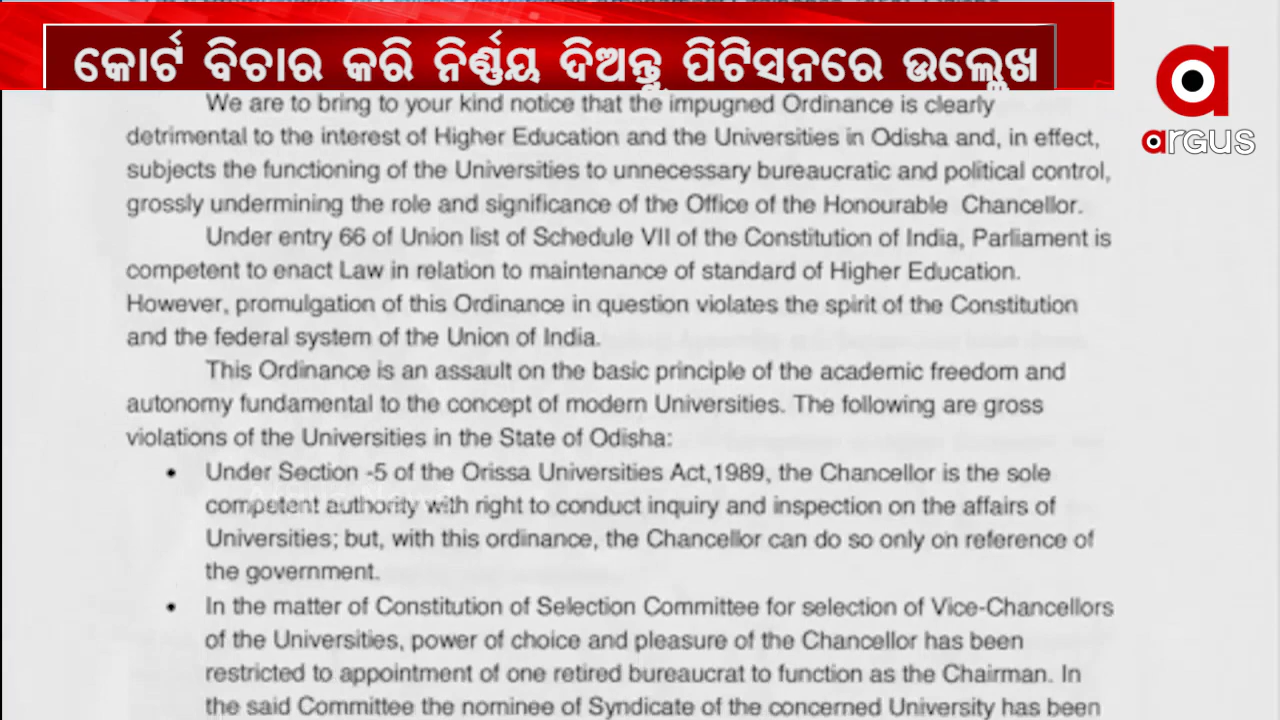 କୋର୍ଟ ବିଚାର କରି ନିର୍ଣ୍ଣୟ ଦିଅନ୍ତୁ ପିଟିସନରେ ଉଲ୍ଲେଖ
argus
We are to bring to your kind notice that the impugned Ordinance is clearly
detrimental to the interest of Higher Education and the Universities in Odisha and, in effect,
subjects the functioning of the Universities to unnecessary bureaucratic and political control,
grossly undermining the role and significance of the Office of the Honourable Chancellor.
Under entry 66 of Union list of Schedule VII of the Constitution of India, Parliament is
competent to enact Law in relation to maintenance of standard of Higher Education.
However, promulgation of this Ordinance in question violates the spirit of the Constitution
and the federal system of the Union of India.
This Ordinance is an assault on the basic principle of the academic freedom and
autonomy fundamental to the concept of modern Universities. The following are gross
violations of the Universities in the State of Odisha:
• Under Section -5 of the Orissa Universities Act,1989, the Chancellor is the sole
competent authority with right to conduct inquiry and inspection on the affairs of
Universities; but, with this ordinance, the Chancellor can do so only on reference of
the government.
• In the matter of Constitution of Selection Committee for selection of Vice-Chancellors
of the Universities, power of choice and pleasure of the Chancellor has been
restricted to appointment of one retired bureaucrat to function as the Chairman. In
the said Committee the nominee of Syndicate of the concerned University has been